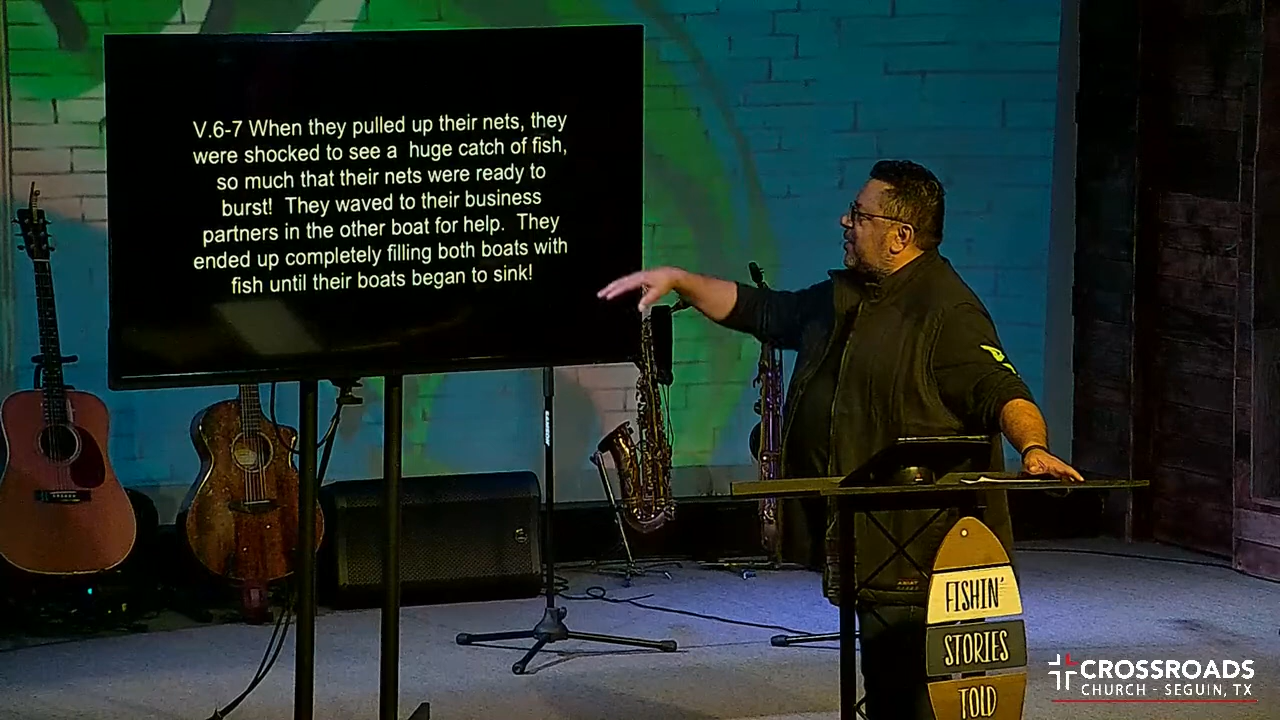 V.6-7 When they pulled up their nets, they
were shocked to see a  huge catch of fish,
so much that their nets were ready to
burst!  They waved to their business
partners in the other boat for help.  They
ended up completely filling both boats with
fish until their boats began to sink!
SAMSON
ARIAT
FISHIN'
STORIES
TOLD
CROSSROADS
CHURCH - SEGUIN, TX